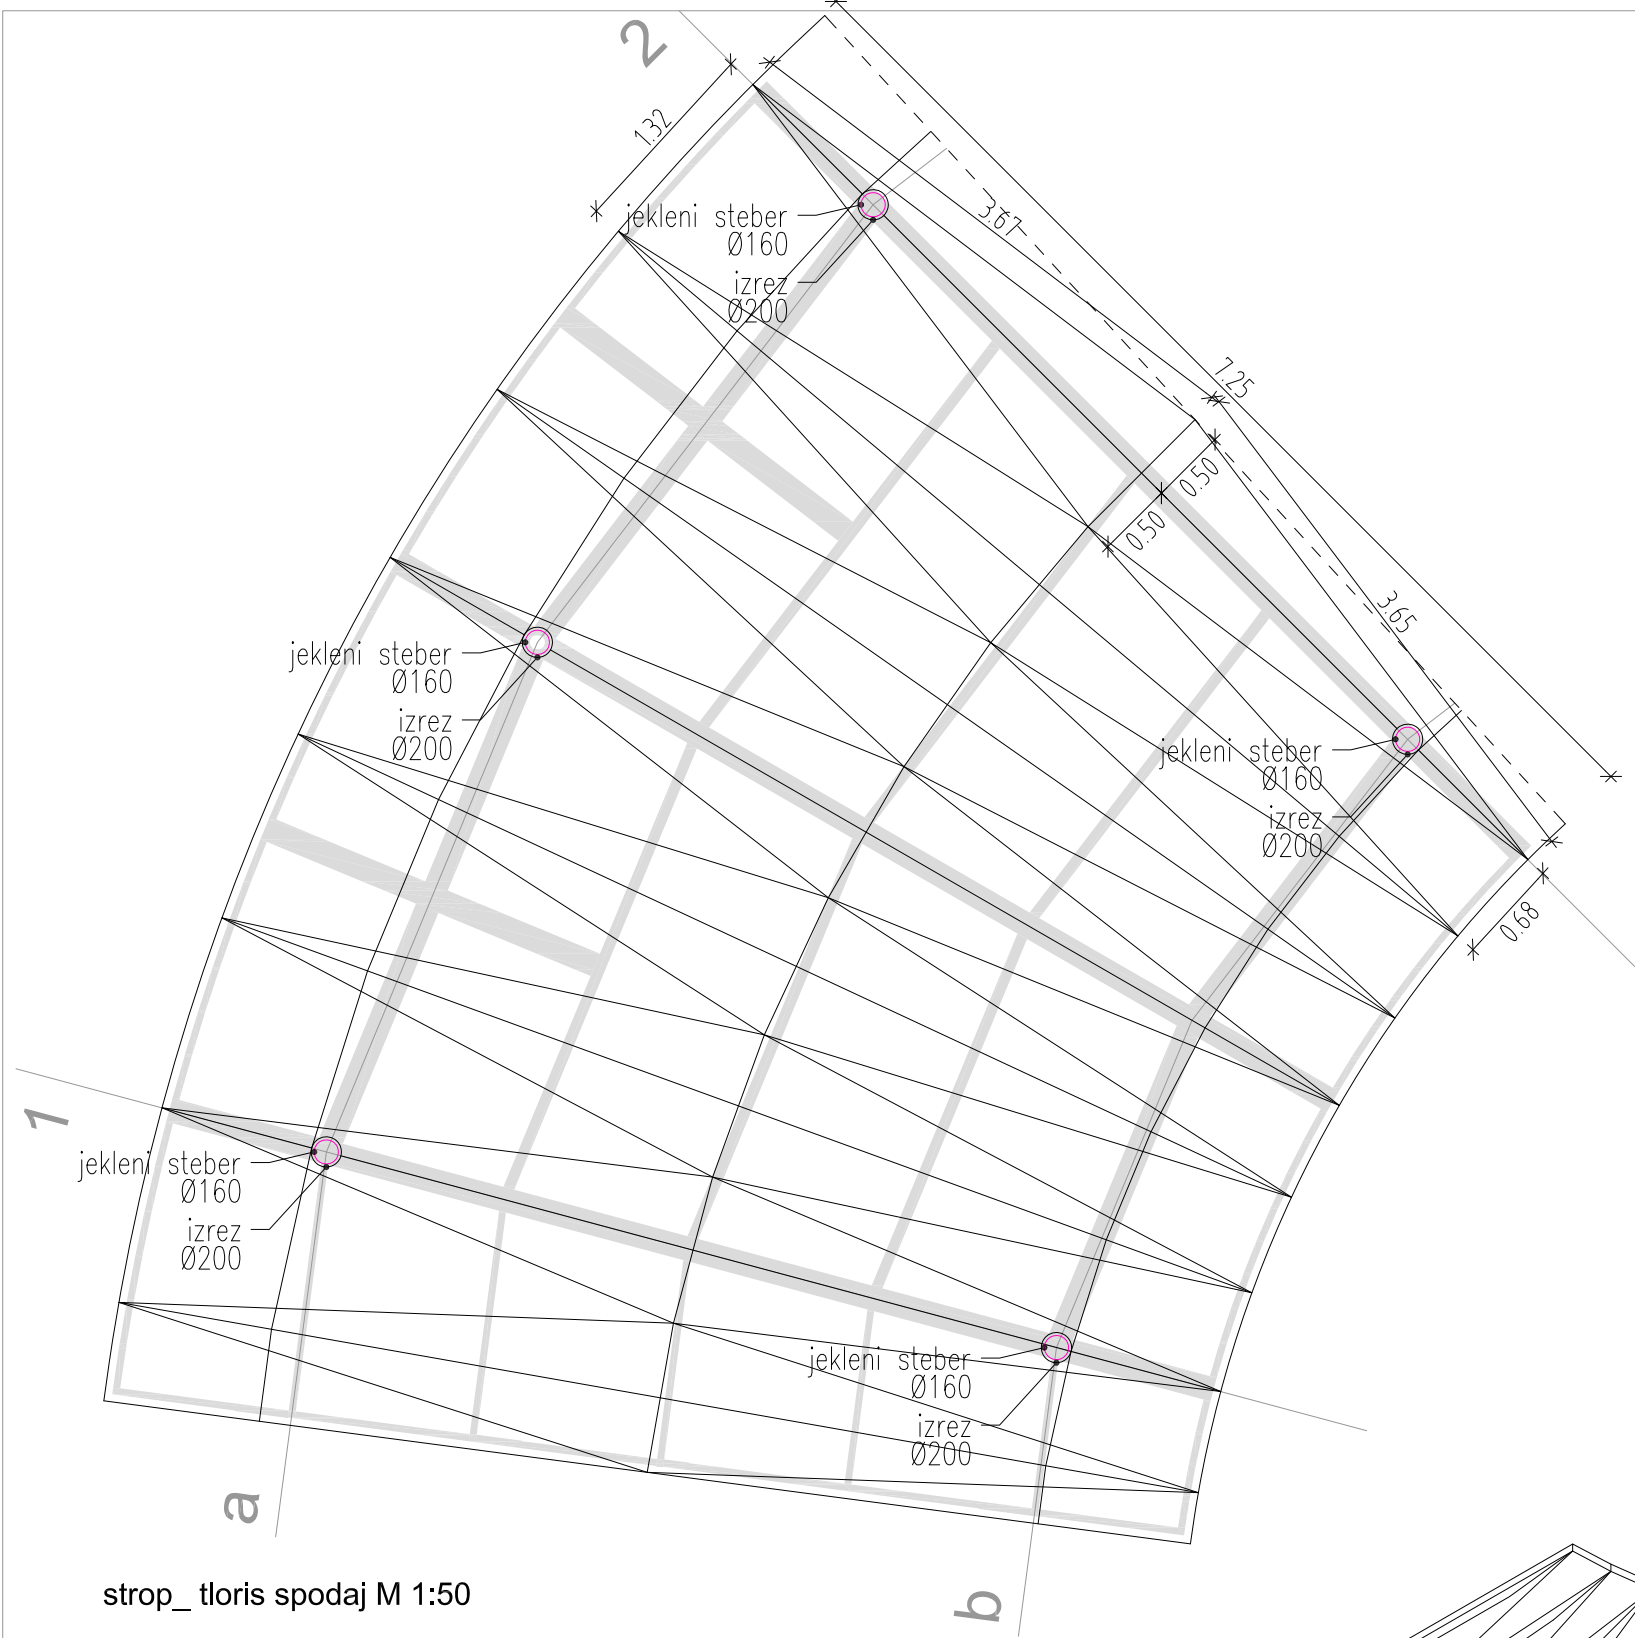 2
1.32
jekleni steber
Ø160
izrez
Ø200
3.67
7.25
0.50
0.50
3.65
jekleni steber
Ø160
izrez
Ø200
jekleni steber
Ø160
izrez
Ø200
0.68
1
jekleni steber
Ø160
izrez
Ø200
jekleni steber
Ø160
izrez
Ø200
a
b
strop_ tloris spodaj M 1:50